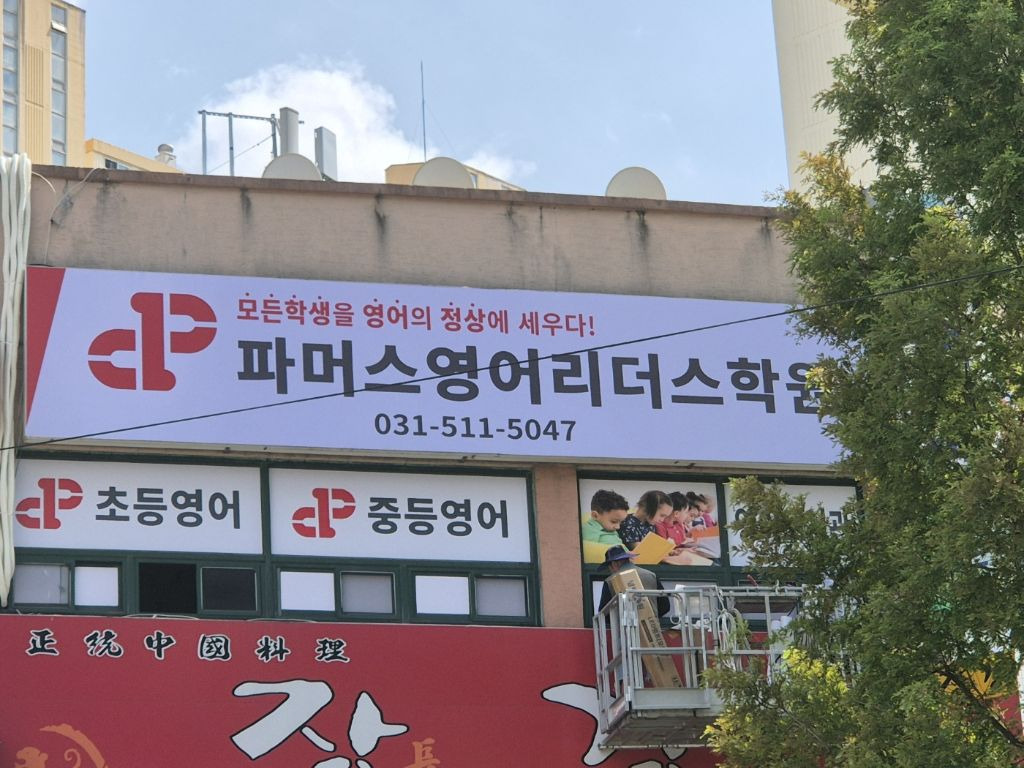 모든학생을 영어의 정상에 세우다!
파머스영어리더스학원
031-511-5047
초등영어
중등영어
正統中國料理